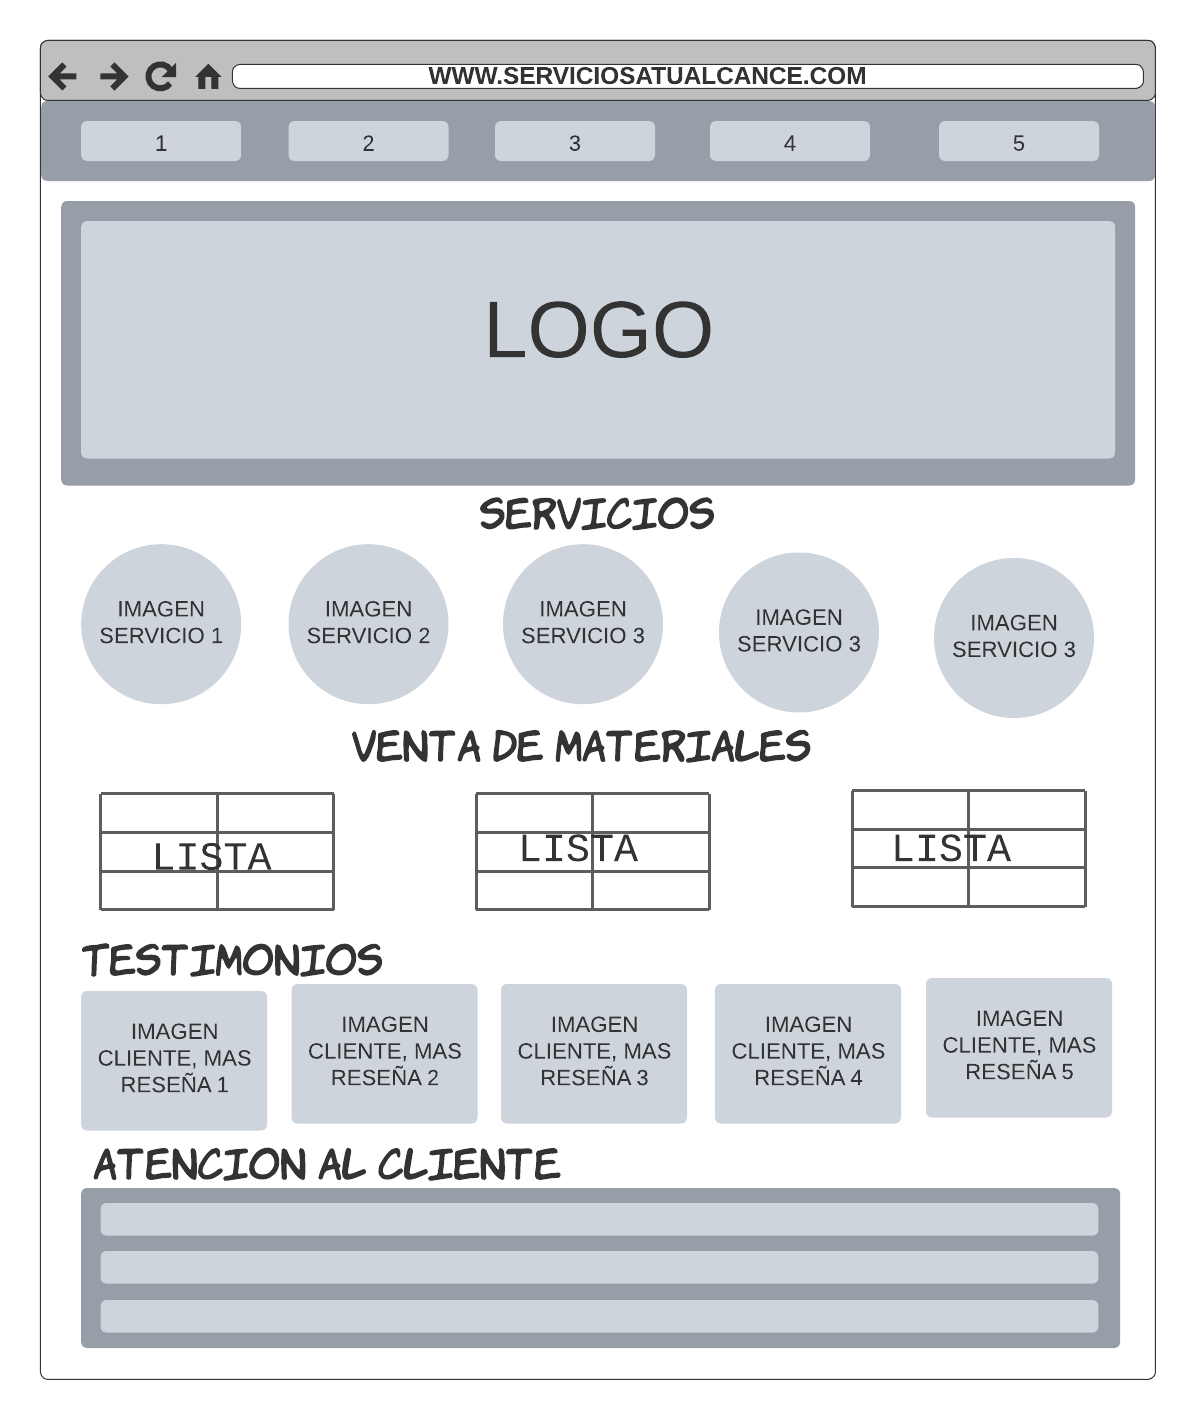 WWW.SERVICIOSATUALCANCE.COM
1
2
3
4
5
LOGO
SERVICIOS
IMAGEN
SERVICIO 1
IMAGEN
SERVICIO 2
IMAGEN
SERVICIO 3
IMAGEN
SERVICIO 3
IMAGEN
SERVICIO 3
VENTA DE MATERIALES
LISTA
LISTA
LISTA
TESTIMONIOS
IMAGEN
CLIENTE, MAS
RESEÑA 1
IMAGEN
CLIENTE, MAS
RESEÑA 2
IMAGEN
CLIENTE, MAS
RESEÑA 3
IMAGEN
CLIENTE, MAS
RESEÑA 4
IMAGEN
CLIENTE, MAS
RESEÑA 5
ATENCION AL CLIENTE